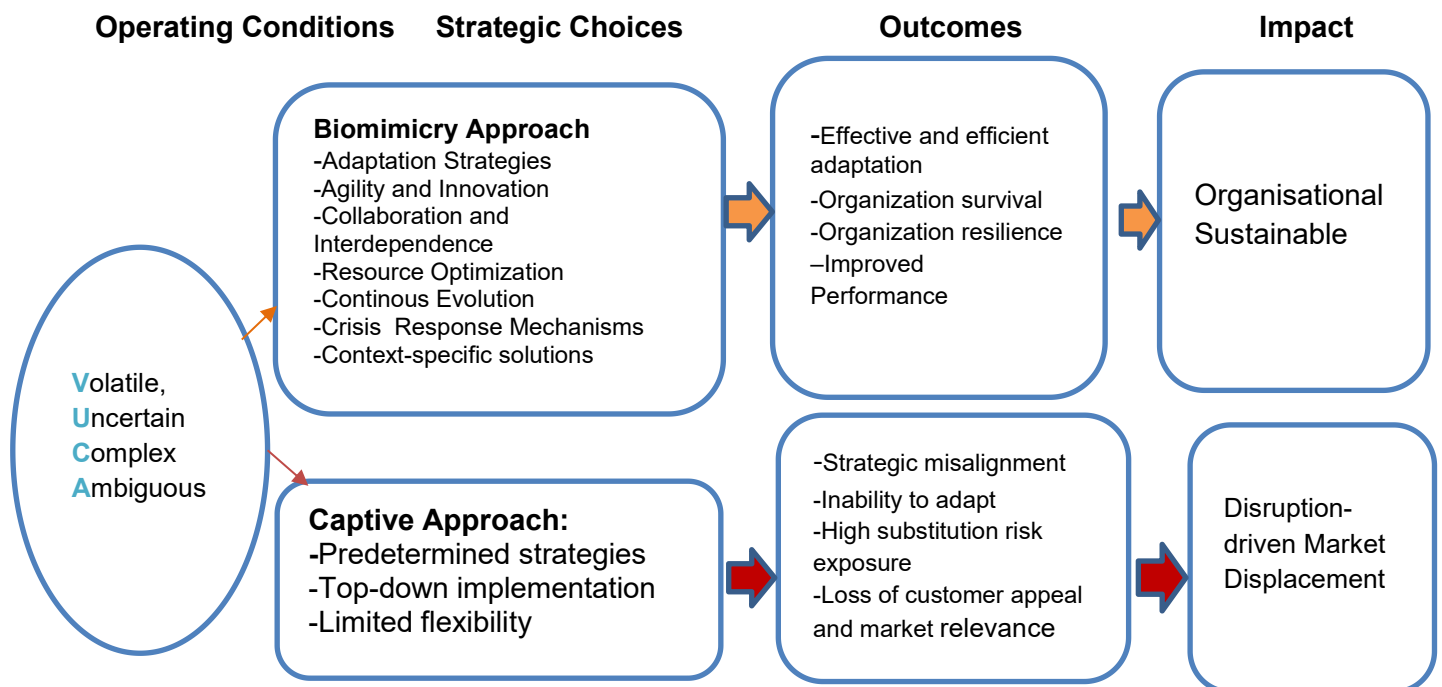 Operating Conditions Strategic Choices Outcomes Impact
Biomimicry Approach
-Adaptation Strategies
-Agility and Innovation
-Collaboration and
Interdependence
-Resource Optimization
-Continous Evolution
-Crisis Response Mechanisms
-Context-specific solutions
-Effective and efficient
adaptation
-Organization survival
-Organization resilience
–Improved
Performance
Organisational
Sustainable
Volatile,
Uncertain
Complex
Ambiguous
Captive Approach:
-Predetermined strategies
-Top-down implementation
-Limited flexibility
-Strategic misalignment
-Inability to adapt
-High substitution risk
exposure
-Loss of customer appeal
and market relevance
Disruption-
driven Market
Displacement